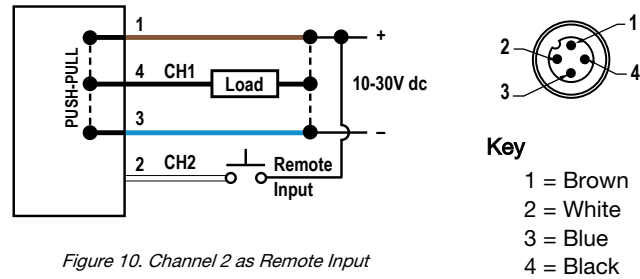 PUSH-PULL
1
+
4 CH1 Load
10-30V dc
3
–
2 CH2 Remote
Input
Figure 10. Channel 2 as Remote Input
1
2
4
3
Key
1 = Brown
2 = White
3 = Blue
4 = Black